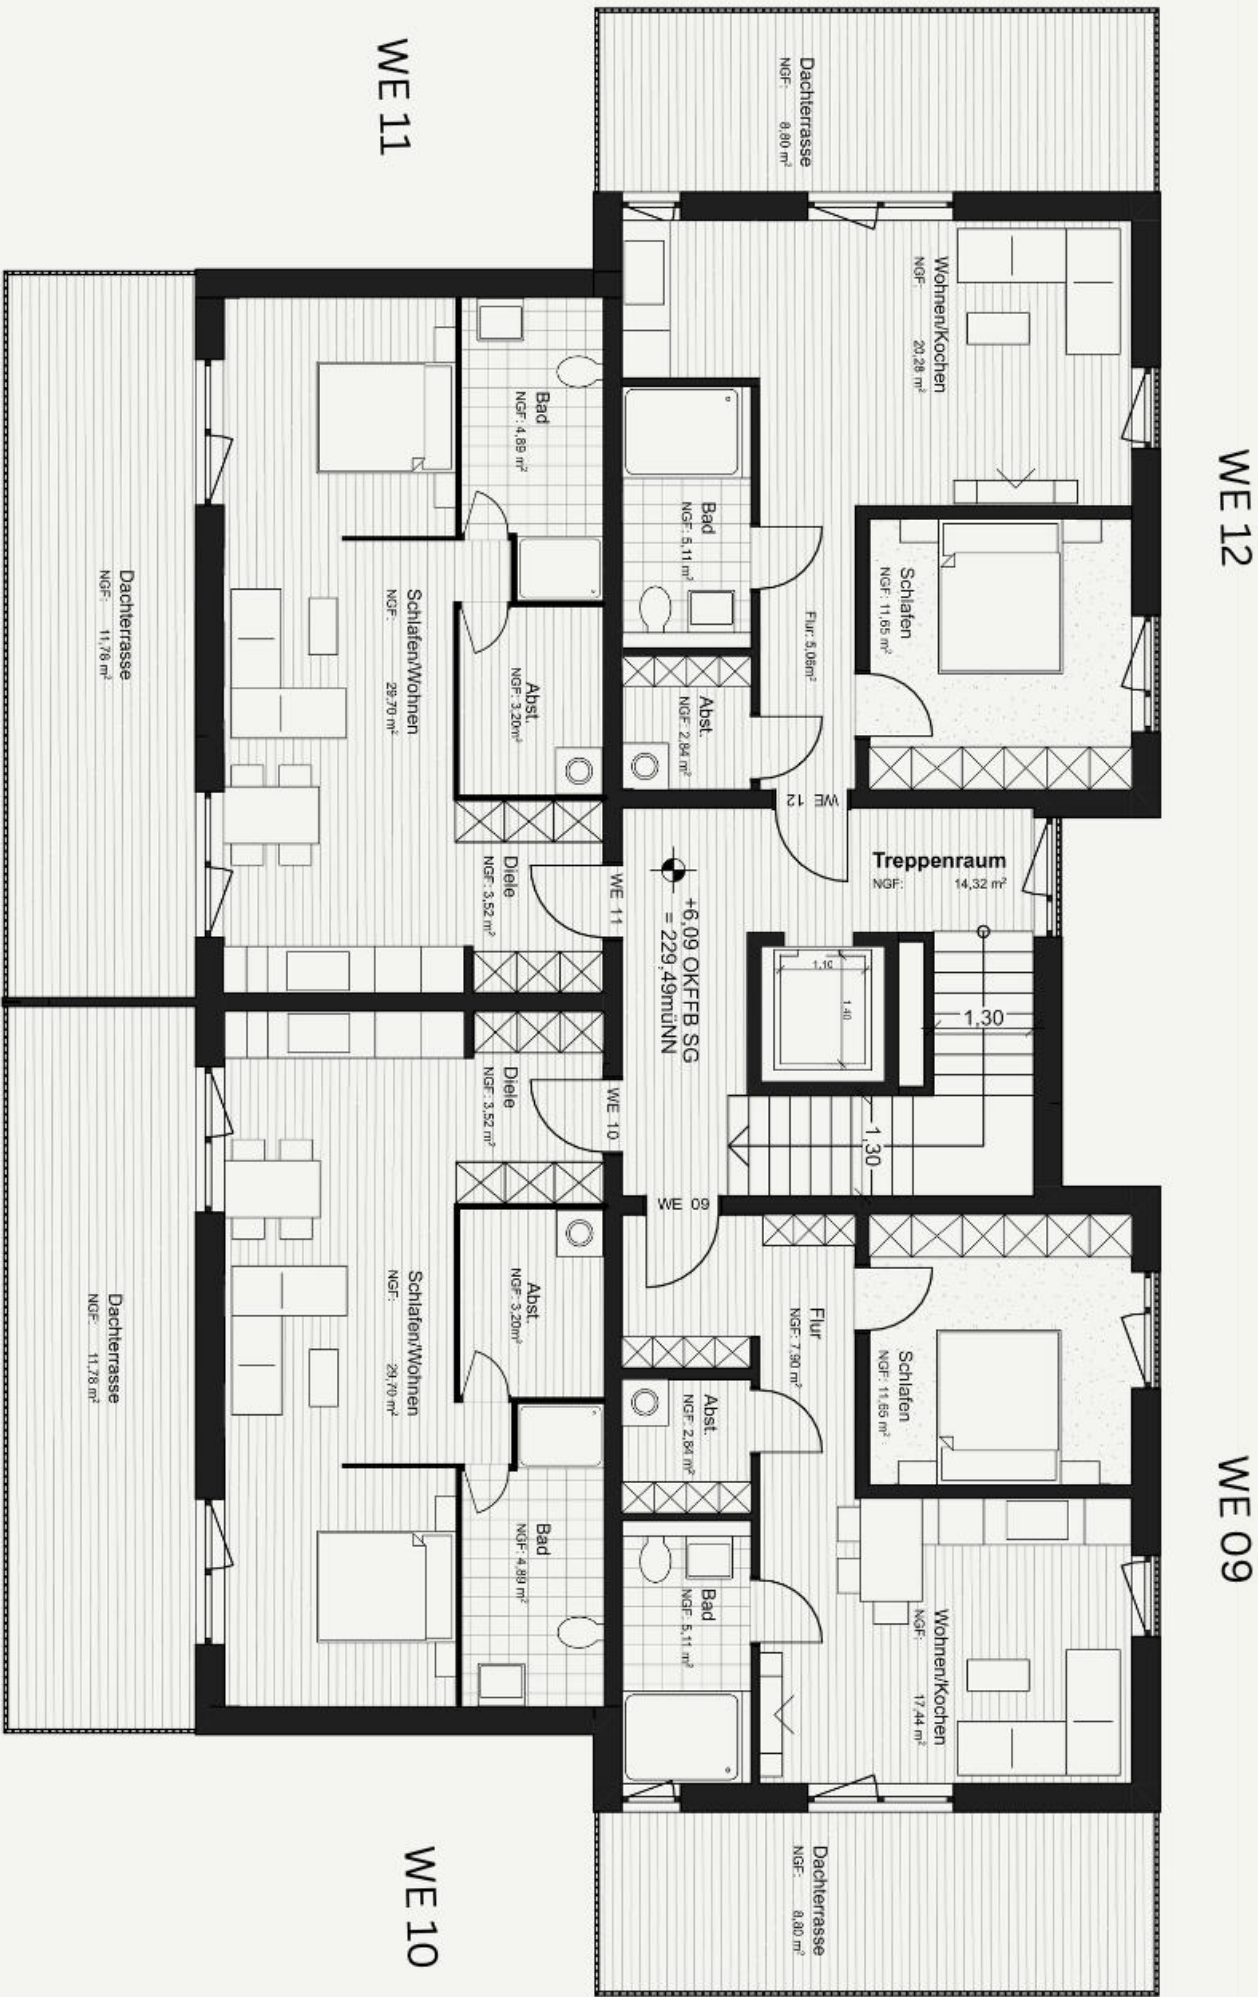 WE 11
WE 12
WE 09
WE 10
Dachterrasse
NGF: 8,80 m²
Wohnen/Kochen
NGF: 20,28 m²
Bad
NGF: 5,11 m²
Schlafen
NGF: 11,65 m²
Flur: 5,06m²
Abst.
NGF: 2,84 m²
WE 12
Bad
NGF: 4,89 m²
Schlafen/Wohnen
NGF: 29,70 m²
Abst.
NGF: 3,20m²
Diele
NGF: 3,52 m²
WE 11
Dachterrasse
NGF: 11,78 m²
Treppenraum
NGF: 14,32 m²
+6,09 OKFFB SG
= 229,49müNN
1,10
1,40
1,30
1,30
WE 10
Diele
NGF: 3,52 m²
Abst.
NGF: 3,20m²
Schlafen/Wohnen
NGF: 29,70 m²
Bad
NGF: 4,89 m²
Dachterrasse
NGF: 11,78 m²
WE 09
Flur
NGF: 7,90 m²
Schlafen
NGF: 11,65 m²
Abst.
NGF: 2,84 m²
Bad
NGF: 5,11 m²
Wohnen/Kochen
NGF: 17,44 m²
Dachterrasse
NGF: 8,80 m²